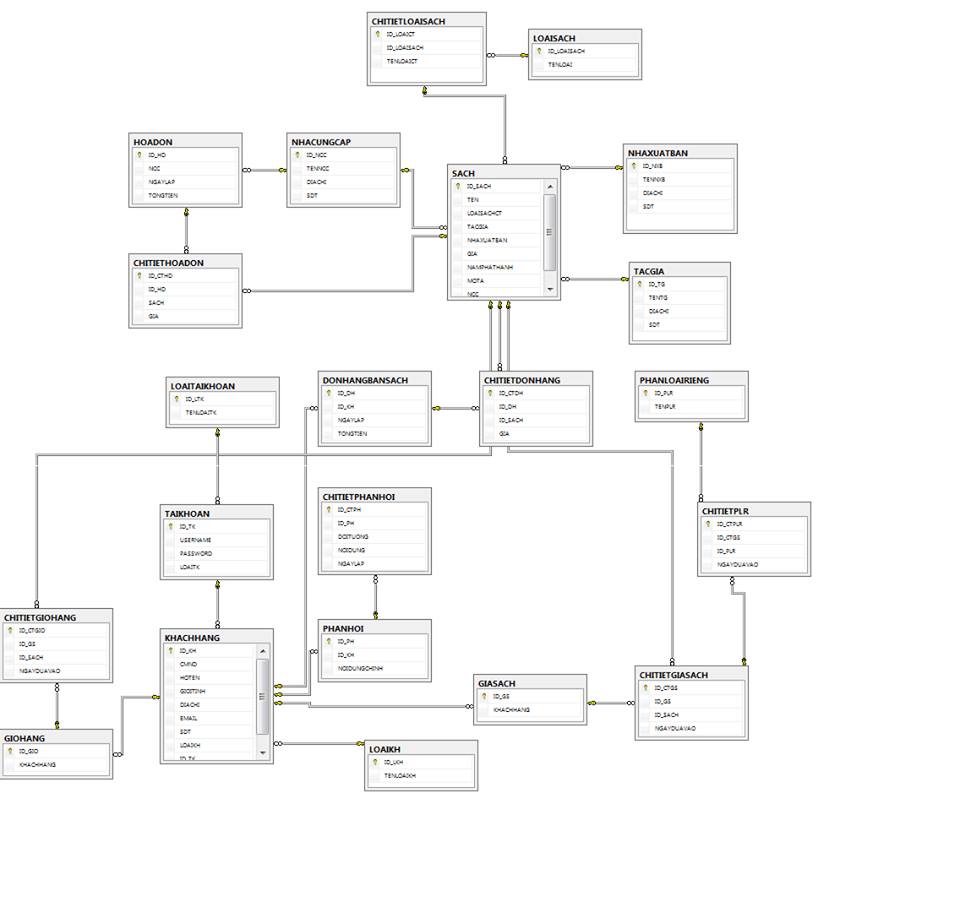 CHITIETLOAISACH
ID_LOAICT
ID_LOAISACH
TENLOAICT
LOAISACH
ID_LOAISACH
TENLOAI
HOADON
ID_HD
NCC
NGAYLAP
TONGTIEN
NHACUNGCAP
ID_NCC
TENNCC
DIACHI
SDT
SACH
ID_SACH
TEN
LOAISACHCT
TACGIA
NHAXUATBAN
GIA
NAMPHATHANH
MOTA
NCC
NHAXUATBAN
ID_NXB
TENNXB
DIACHI
SDT
CHITIETHOADON
ID_CTHD
ID_HD
SACH
GIA
TACGIA
ID_TG
TENTG
DIACHI
SDT
LOAITAIKHOAN
ID_LTK
TENLOAITK
DONHANGBANSACH
ID_DH
ID_KH
NGAYLAP
TONGTIEN
CHITIETDONHANG
ID_CTDH
ID_DH
ID_SACH
GIA
PHANLOAIRIENG
ID_PLR
TENPLR
TAIKHOAN
ID_TK
USERNAME
PASSWORD
LOAITK
CHITIETPHANHOI
ID_CTPH
ID_PH
DOITUONG
NOIDUNG
NGAYLAP
CHITIETPLR
ID_CTPLR
ID_CTGS
ID_PLR
NGAYDUAVAO
CHITIETGIOHANG
ID_CTGIO
ID_GS
ID_SACH
NGAYDUAVAO
KHACHHANG
ID_KH
CMND
HOTEN
GIOITINH
DIACHI
EMAIL
SDT
LOAIKH
ID_TK
PHANHOI
ID_PH
ID_KH
NOIDUNGCHINH
GIASACH
ID_GS
KHACHHANG
CHITIETGIASACH
ID_CTGS
ID_GS
ID_SACH
NGAYDUAVAO
GIOHANG
ID_GIO
KHACHHANG
LOAIKH
ID_LKH
TENLOAIKH